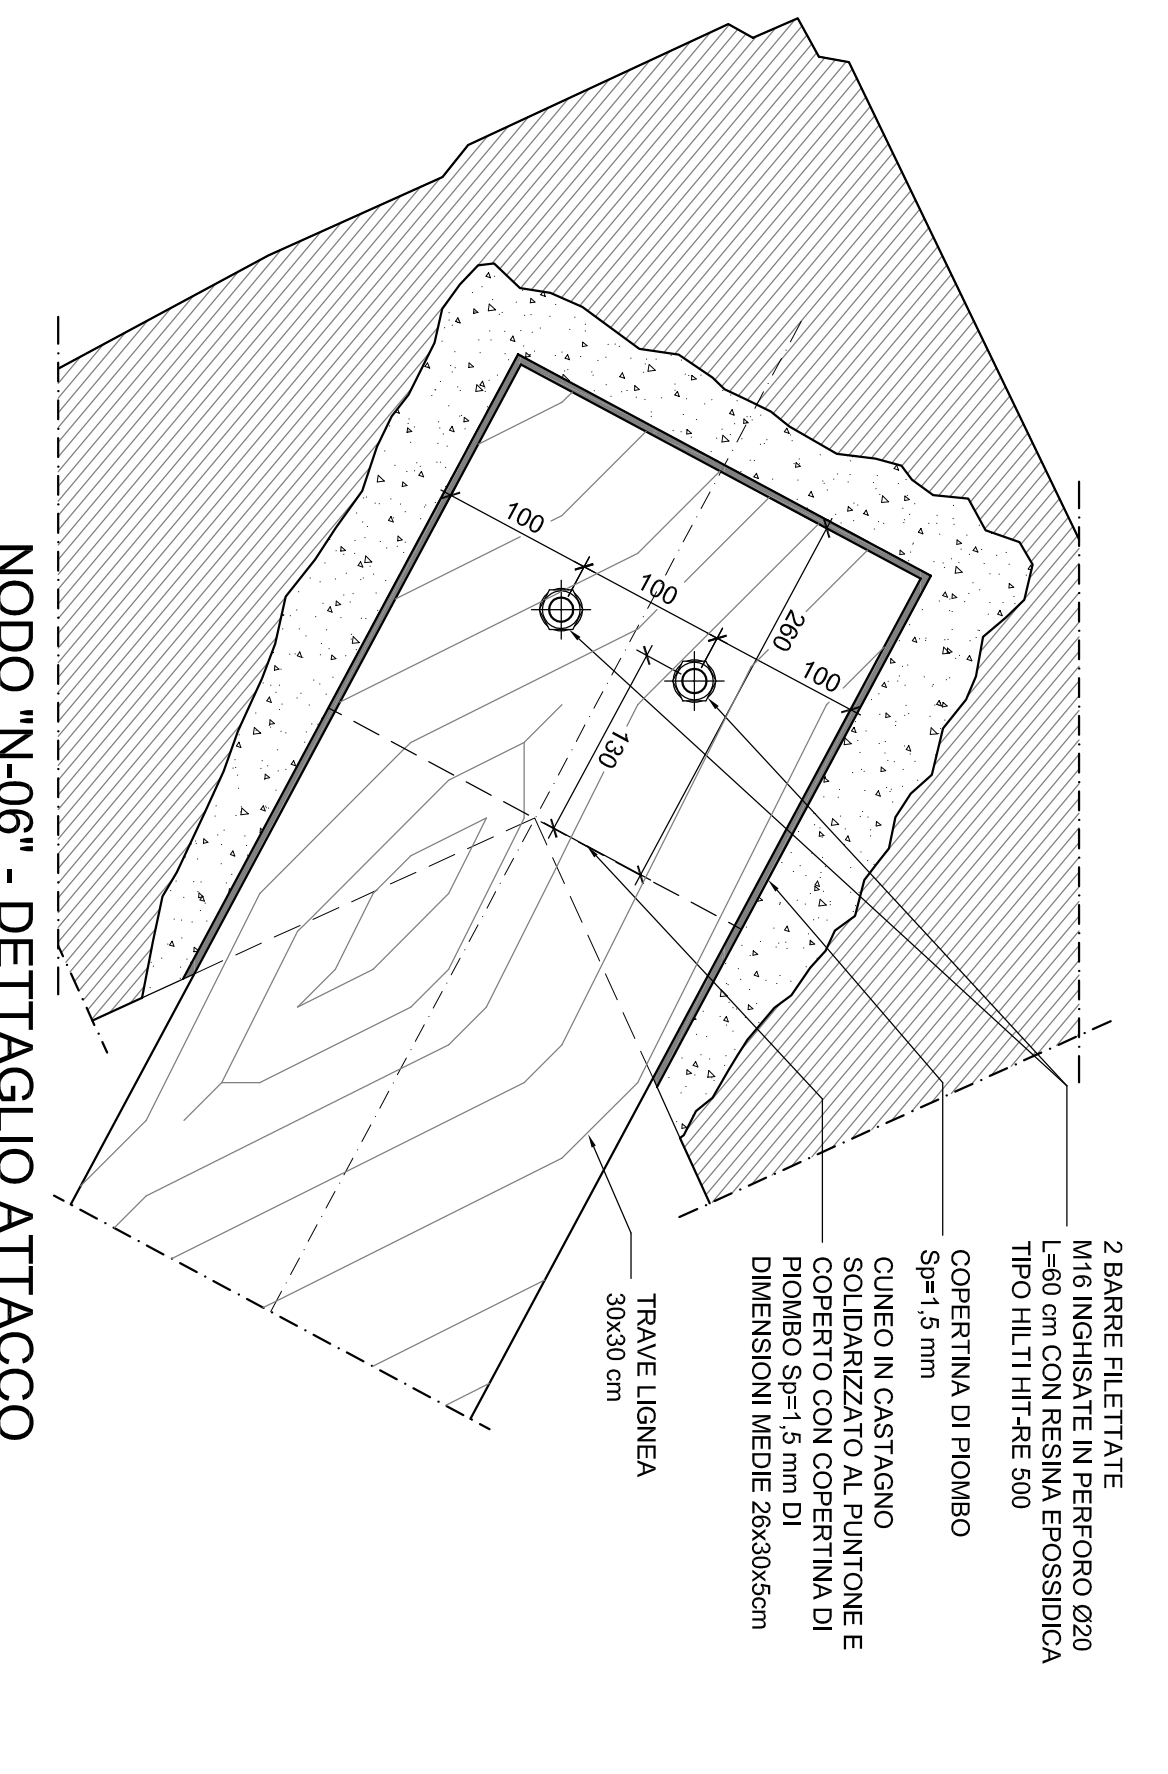 2 BARRE FILETTATE
M16 INGHISATE IN PERFORO Ø20
L=60 cm CON RESINA EPOSSIDICA
TIPO HILTI HIT-RE 500
COPERTINA DI PIOMBO
Sp=1,5 mm
CUNEO IN CASTAGNO
SOLIDARIZZATO AL PUNTONE E
COPERTO CON COPERTINA DI
PIOMBO Sp=1,5 mm DI
DIMENSIONI MEDIE 26x30x5cm
TRAVE LIGNEA
30x30 cm
100
100
100
260
130
NODO "N-06" - DETTAGLIO ATTACCO